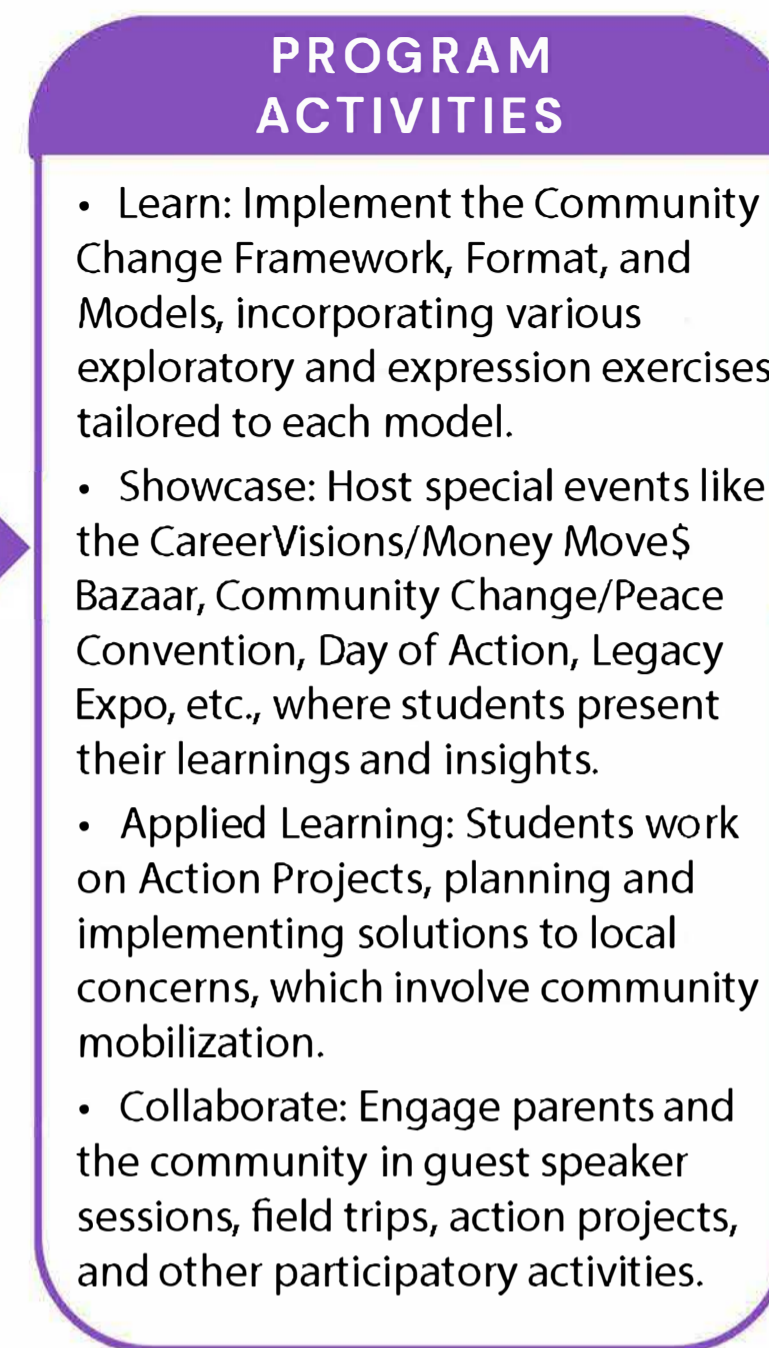 PROGRAM
ACTIVITIES
• Learn: Implement the Community
Change Framework, Format, and
Models, incorporating various
exploratory and expression exercises
tailored to each model.
• Showcase: Host special events like
the CareerVisions/Money Move$
Bazaar, Community Change/Peace
Convention, Day of Action, Legacy
Expo, etc., where students present
their learnings and insights.
• Applied Learning: Students work
on Action Projects, planning and
implementing solutions to local
concerns, which involve community
mobilization.
• Collaborate: Engage parents and
the community in guest speaker
sessions, field trips, action projects,
and other participatory activities.